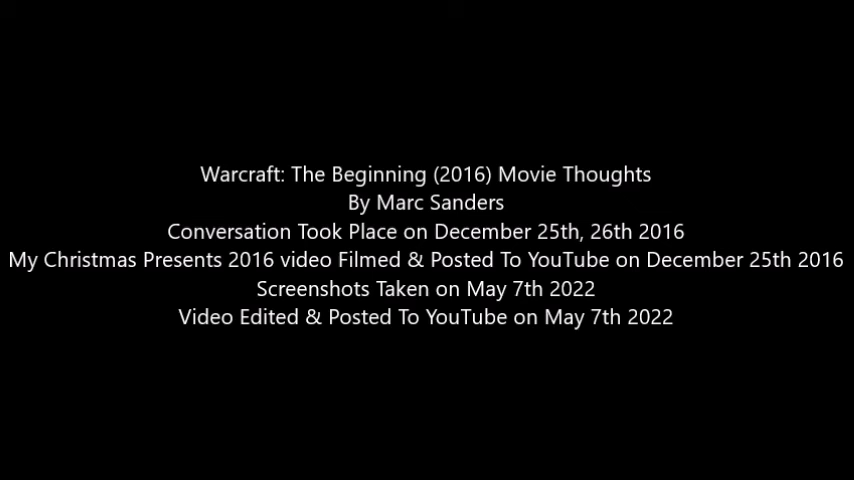 Warcraft: The Beginning (2016) Movie Thoughts
By Marc Sanders
Conversation Took Place on December 25th, 26th 2016
My Christmas Presents 2016 video Filmed & Posted To YouTube on December 25th 2016
Screenshots Taken on May 7th 2022
Video Edited & Posted To YouTube on May 7th 2022